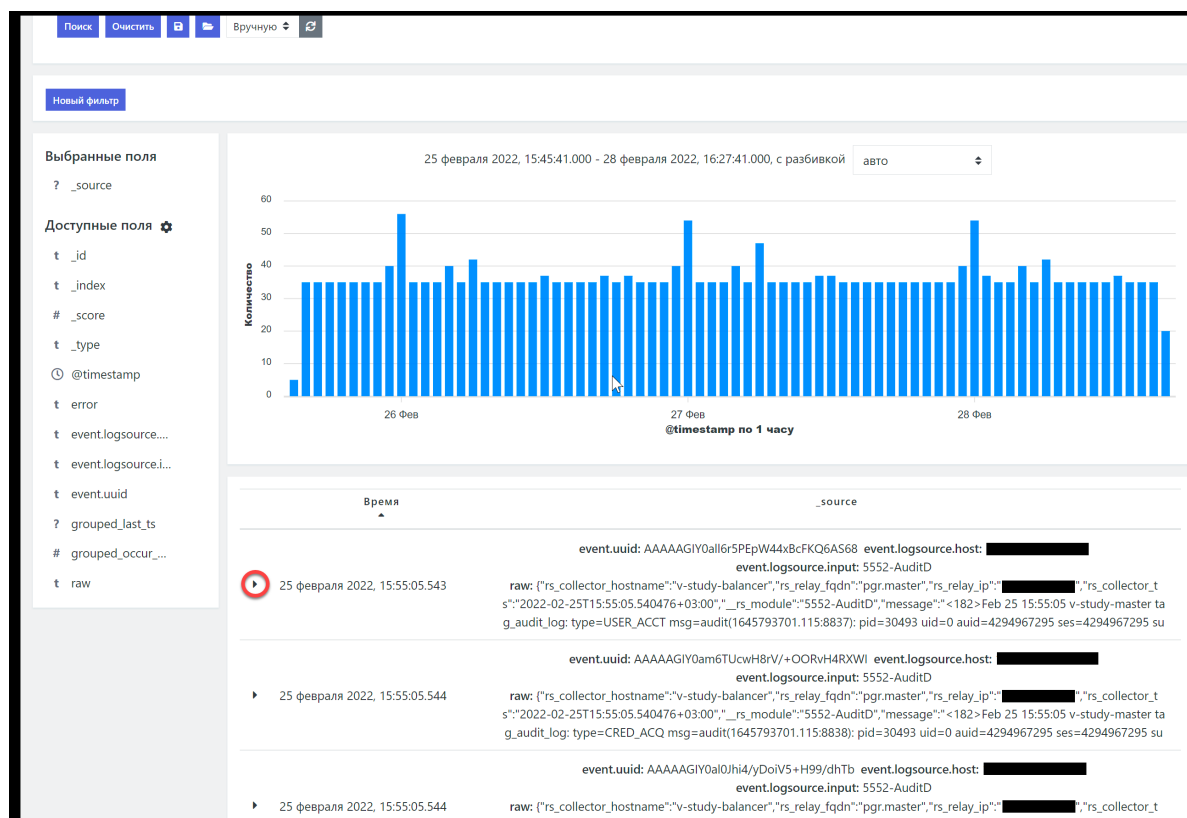 Поиск Очистить Вручную
Новый фильтр
Выбранные поля
? _source
Доступные поля
t _id
t _index
# _score
t _type
@timestamp
t error
t event.logsource....
t event.logsource.i...
t event.uuid
? grouped_last_ts
# grouped_occur_...
t raw
25 февраля 2022, 15:45:41.000 - 28 февраля 2022, 16:27:41.000, с разбивкой авто
Количество
60
50
40
30
20
10
0
26 Фев 27 Фев 28 Фев
@timestamp по 1 часу
Время _source
event.uuid: AAAAAGIY0all6r5PEpW44xBcFKQ6AS68 event.logsource.host:
event.logsource.input: 5552-AuditD
25 февраля 2022, 15:55:05.543
raw: {"rs_collector_hostname":"v-study-balancer","rs_relay_fqdn":"pgr.master","rs_relay_ip":" ","rs_collector_t
s":"2022-02-25T15:55:05.540476+03:00","__rs_module":"5552-AuditD","message":"<182>Feb 25 15:55:05 v-study-master ta
g_audit_log: type=USER_ACCT msg=audit(1645793701.115:8837): pid=30493 uid=0 auid=4294967295 ses=4294967295 su
event.uuid: AAAAAGIY0am6TUcwH8rV/+OORvH4RXWI event.logsource.host:
event.logsource.input: 5552-AuditD
25 февраля 2022, 15:55:05.544
raw: {"rs_collector_hostname":"v-study-balancer","rs_relay_fqdn":"pgr.master","rs_relay_ip":" ","rs_collector_t
s":"2022-02-25T15:55:05.540476+03:00","__rs_module":"5552-AuditD","message":"<182>Feb 25 15:55:05 v-study-master ta
g_audit_log: type=CRED_ACQ msg=audit(1645793701.115:8838): pid=30493 uid=0 auid=4294967295 ses=4294967295 su
event.uuid: AAAAAGIY0al0Jhi4/yDoiV5+H99/dhTb event.logsource.host:
event.logsource.input: 5552-AuditD
25 февраля 2022, 15:55:05.544
raw: {"rs_collector_hostname":"v-study-balancer","rs_relay_fqdn":"pgr.master","rs_relay_ip":" ","rs_collector_t